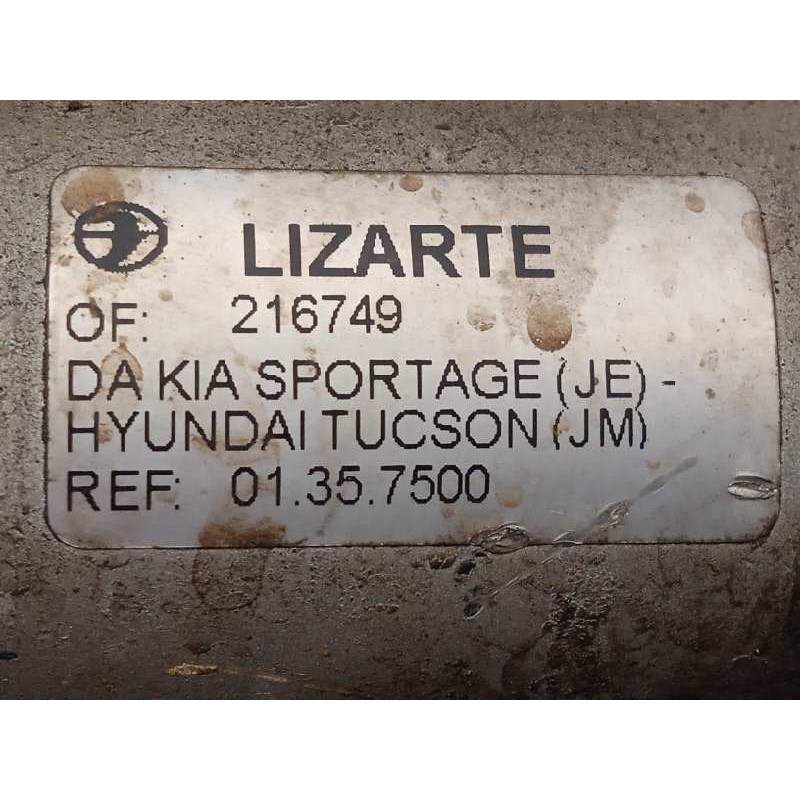 LIZARTE
OF: 216749
DA KIA SPORTAGE (JE) -
HYUNDAI TUCSON (JM)
REF: 01.35.7500